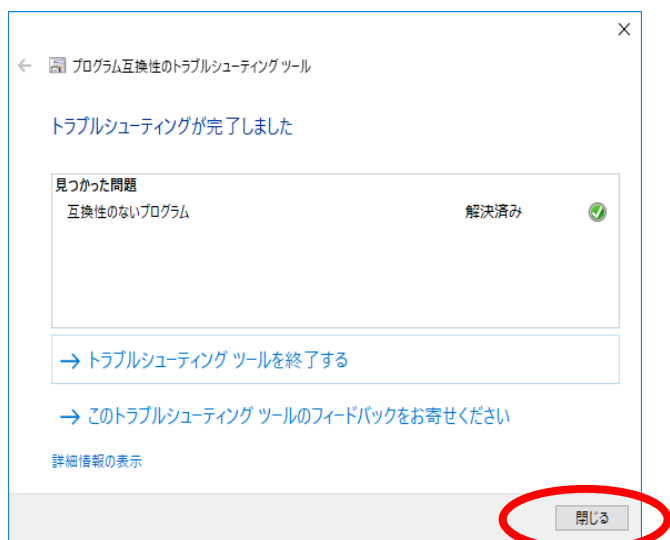 プログラム互換性のトラブルシューティング ツール
トラブルシューティングが完了しました
見つかった問題
互換性のないプログラム 解決済み
→ トラブルシューティング ツールを終了する
→ このトラブルシューティング ツールのフィードバックをお寄せください
詳細情報の表示
閉じる